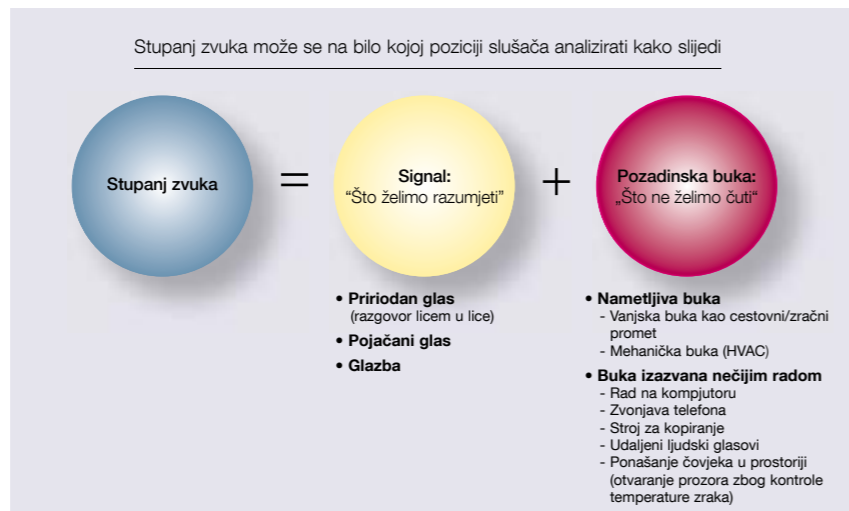 Stupanj zvuka može se na bilo kojoj poziciji slušača analizirati kako slijedi
Stupanj zvuka
=
Signal:
“Što želimo razumjeti”
+
Pozadinska buka:
„Što ne želimo čuti“
• Pririodan glas
(razgovor licem u lice)
• Pojačani glas
• Glazba
• Nametljiva buka
- Vanjska buka kao cestovni/zračni
promet
- Mehanička buka (HVAC)
• Buka izazvana nečijim radom
- Rad na kompjutoru
- Zvonjava telefona
- Stroj za kopiranje
- Udaljeni ljudski glasovi
- Ponašanje čovjeka u prostoriji
(otvaranje prozora zbog kontrole
temperature zraka)